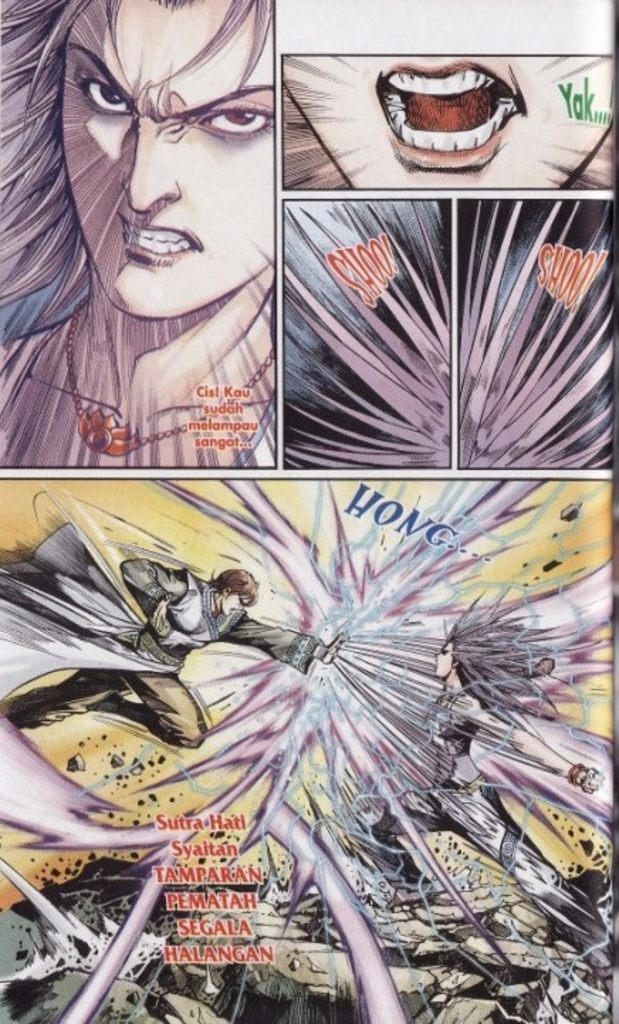 Cis! Kau
sudah
melampau
sangat...
Yak....
SHOO!
SHOO!
HONG....
Sutra Hati
Syaitan
TAMPARAN
PEMATAH
SEGALA
HALANGAN